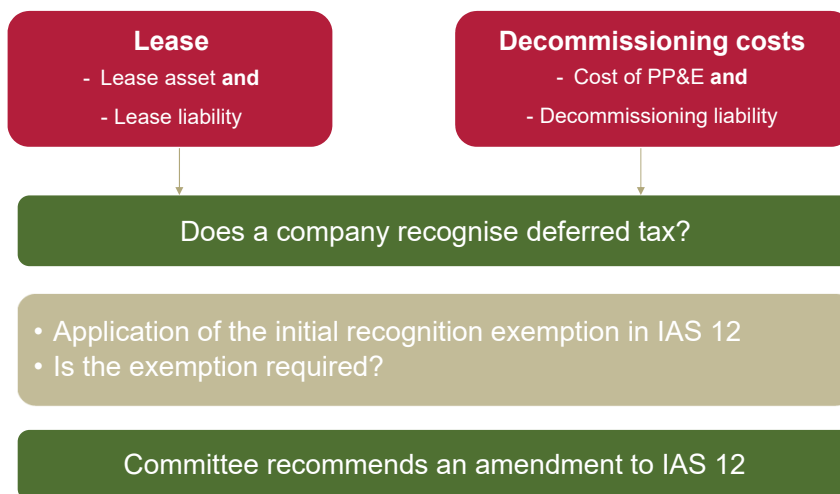 Lease
- Lease asset and
- Lease liability
Decommissioning costs
- Cost of PP&E and
- Decommissioning liability
Does a company recognise deferred tax?
• Application of the initial recognition exemption in IAS 12
• Is the exemption required?
Committee recommends an amendment to IAS 12